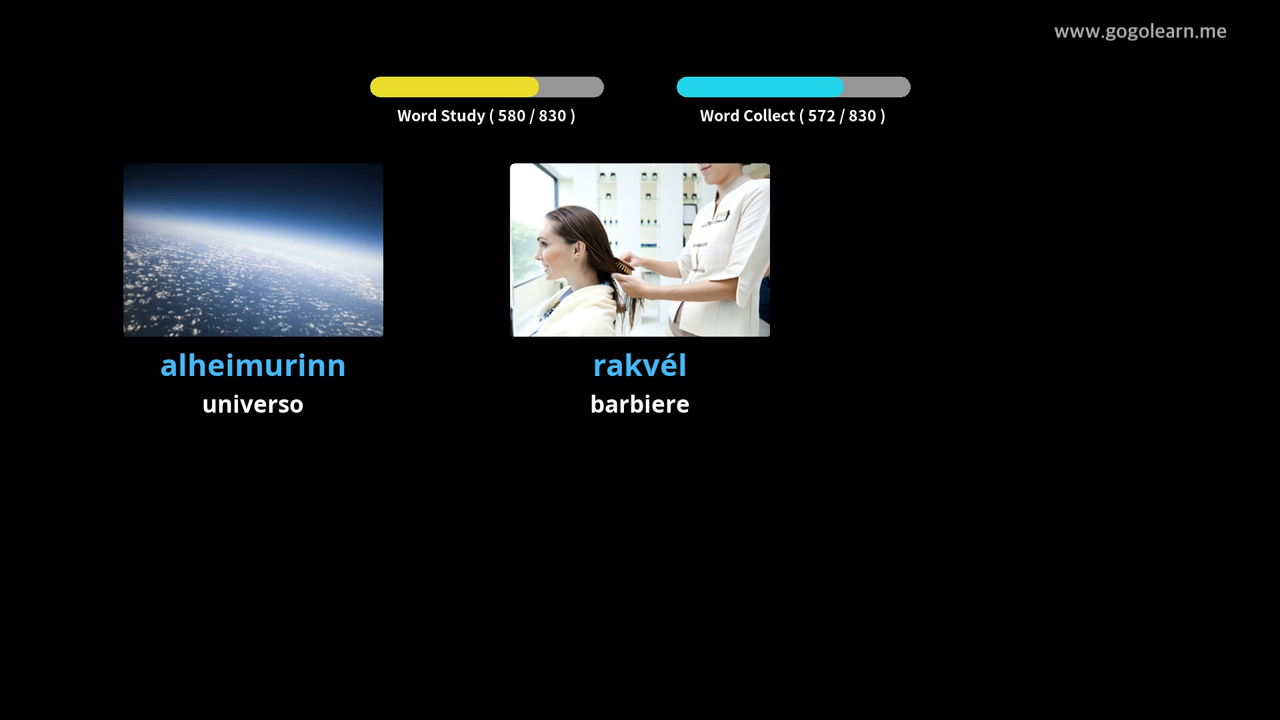 www.gogolearn.me
Word Study ( 580 / 830 )
Word Collect ( 572 / 830 )
alheimurinn
universo
rakvél
barbiere